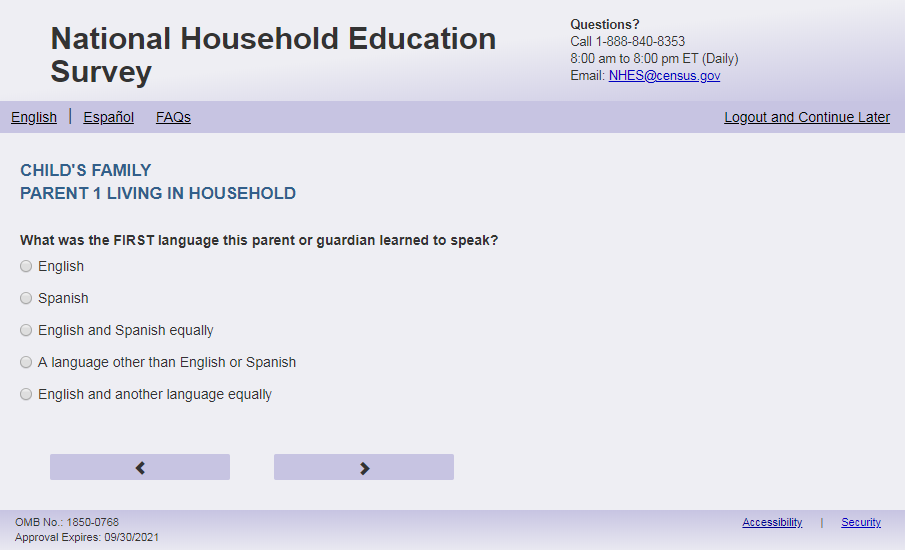 National Household Education
Survey
Questions?
Call 1-888-840-8353
8:00 am to 8:00 pm ET (Daily)
Email: NHES@census.gov
English | Español FAQs Logout and Continue Later
CHILD'S FAMILY
PARENT 1 LIVING IN HOUSEHOLD
What was the FIRST language this parent or guardian learned to speak?
English
Spanish
English and Spanish equally
A language other than English or Spanish
English and another language equally
OMB No.: 1850-0768
Approval Expires: 09/30/2021
Accessibility | Security